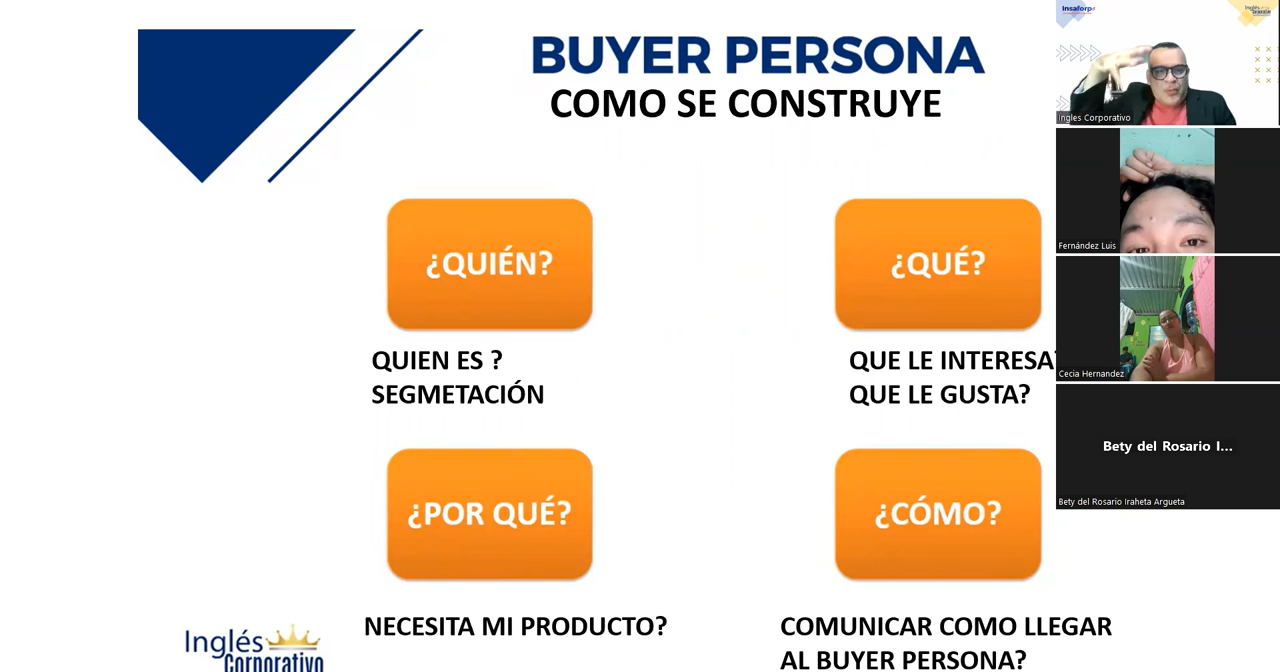 BUYER PERSONA
COMO SE CONSTRUYE
¿QUIÉN?
QUIEN ES ?
SEGMETACIÓN
¿QUÉ?
QUE LE INTERESA?
QUE LE GUSTA?
¿POR QUÉ?
NECESITA MI PRODUCTO?
¿CÓMO?
COMUNICAR COMO LLEGAR
AL BUYER PERSONA?
Inglés
Corporativo
Insaforp
Ingles Corporativo
Fernández Luis
Cecia Hernandez
Bety del Rosario I...
Bety del Rosario Iraheta Argueta